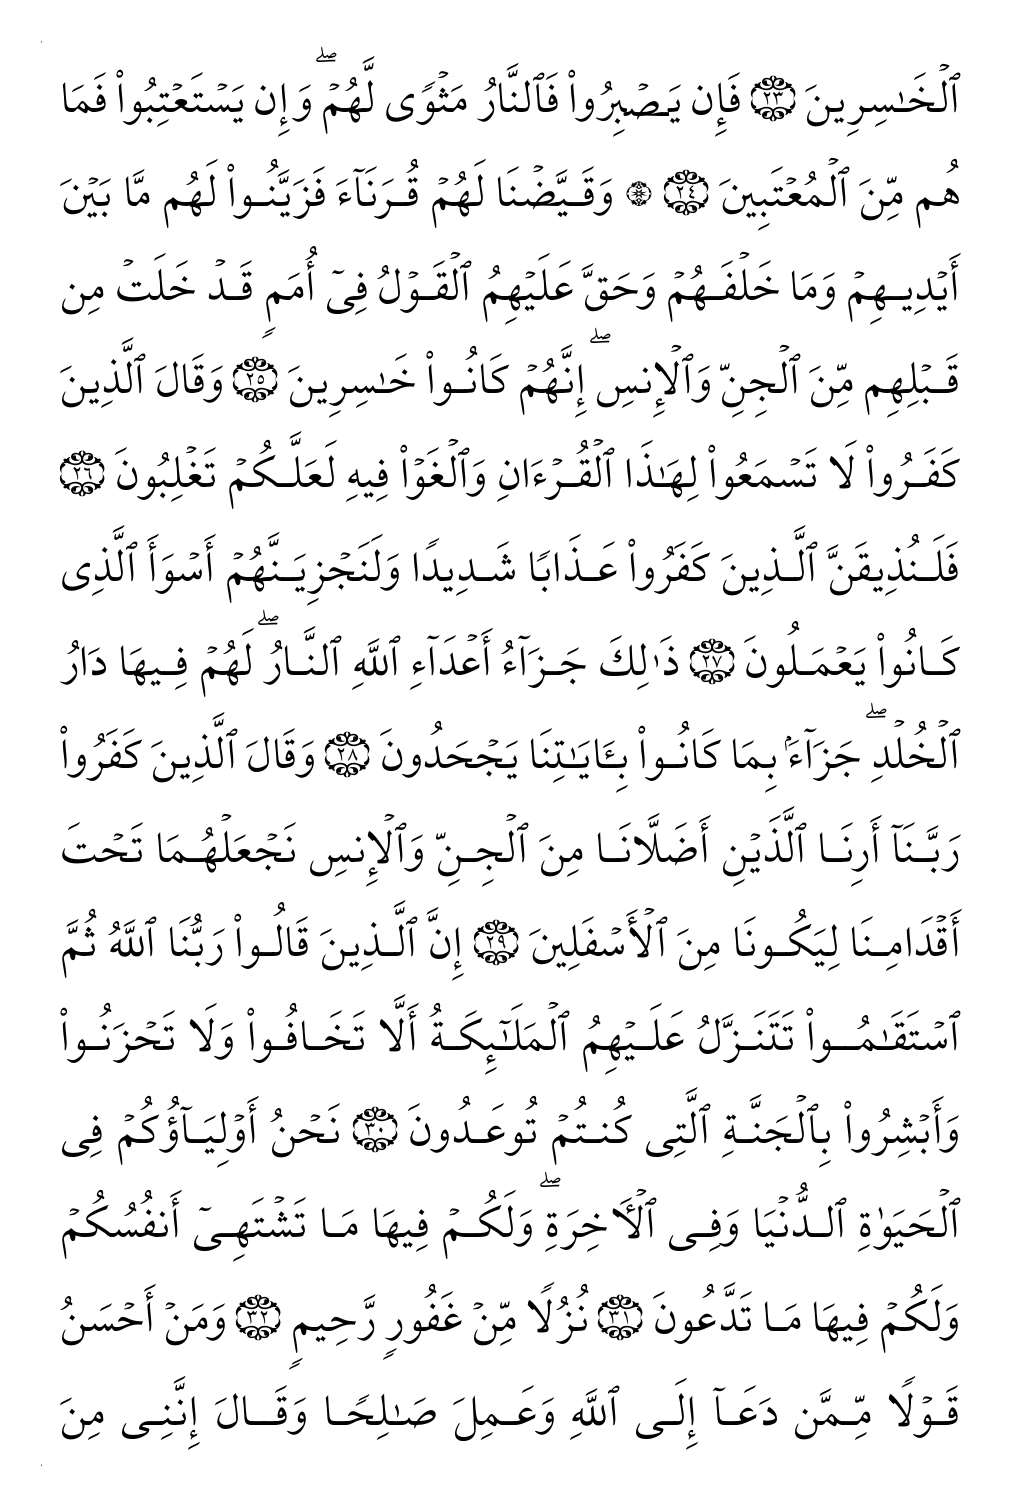 ٱلْخَـٰسِرِينَ ٢٣ فَإِن يَصْبِرُوا۟ فَٱلنَّارُ مَثْوًى لَّهُمْ ۖ وَإِن يَسْتَعْتِبُوا۟ فَمَا
هُم مِّنَ ٱلْمُعْتَبِينَ ٢٤ ۞ وَقَيَّضْنَا لَهُمْ قُرَنَآءَ فَزَيَّنُوا۟ لَهُم مَّا بَيْنَ
أَيْدِيهِمْ وَمَا خَلْفَهُمْ وَحَقَّ عَلَيْهِمُ ٱلْقَوْلُ فِىٓ أُمَمٍ قَدْ خَلَتْ مِن
قَبْلِهِم مِّنَ ٱلْجِنِّ وَٱلْإِنسِ ۖ إِنَّهُمْ كَانُوا۟ خَـٰسِرِينَ ٢٥ وَقَالَ ٱلَّذِينَ
كَفَرُوا۟ لَا تَسْمَعُوا۟ لِهَـٰذَا ٱلْقُرْءَانِ وَٱلْغَوْا۟ فِيهِ لَعَلَّكُمْ تَغْلِبُونَ ٢٦
فَلَنُذِيقَنَّ ٱلَّذِينَ كَفَرُوا۟ عَذَابًا شَدِيدًا وَلَنَجْزِيَنَّهُمْ أَسْوَأَ ٱلَّذِى
كَانُوا۟ يَعْمَلُونَ ٢٧ ذَٰلِكَ جَزَآءُ أَعْدَآءِ ٱللَّهِ ٱلنَّارُ ۖ لَهُمْ فِيهَا دَارُ
ٱلْخُلْدِ ۖ جَزَآءًۢ بِمَا كَانُوا۟ بِـَٔايَـٰتِنَا يَجْحَدُونَ ٢٨ وَقَالَ ٱلَّذِينَ كَفَرُوا۟
رَبَّنَآ أَرِنَا ٱلَّذَيْنِ أَضَلَّانَا مِنَ ٱلْجِنِّ وَٱلْإِنسِ نَجْعَلْهُمَا تَحْتَ
أَقْدَامِنَا لِيَكُونَا مِنَ ٱلْأَسْفَلِينَ ٢٩ إِنَّ ٱلَّذِينَ قَالُوا۟ رَبُّنَا ٱللَّهُ ثُمَّ
ٱسْتَقَـٰمُوا۟ تَتَنَزَّلُ عَلَيْهِمُ ٱلْمَلَـٰٓئِكَةُ أَلَّا تَخَافُوا۟ وَلَا تَحْزَنُوا۟
وَأَبْشِرُوا۟ بِٱلْجَنَّةِ ٱلَّتِى كُنتُمْ تُوعَدُونَ ٣٠ نَحْنُ أَوْلِيَآؤُكُمْ فِى
ٱلْحَيَوٰةِ ٱلدُّنْيَا وَفِى ٱلْـَٔاخِرَةِ ۖ وَلَكُمْ فِيهَا مَا تَشْتَهِىٓ أَنفُسُكُمْ
وَلَكُمْ فِيهَا مَا تَدَّعُونَ ٣١ نُزُلًا مِّنْ غَفُورٍ رَّحِيمٍ ٣٢ وَمَنْ أَحْسَنُ
قَوْلًا مِّمَّن دَعَآ إِلَى ٱللَّهِ وَعَمِلَ صَـٰلِحًا وَقَالَ إِنَّنِى مِنَ